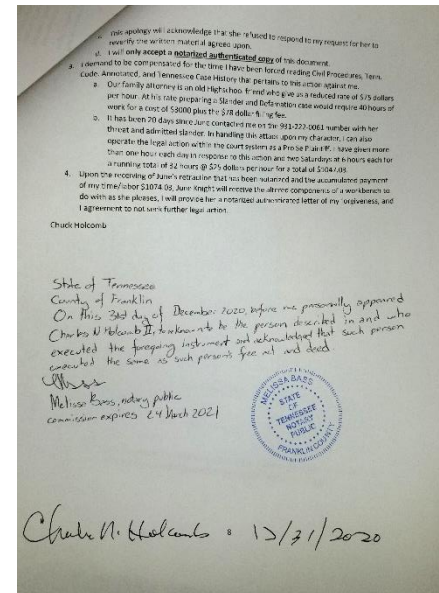 c. This apology will acknowledge that she refused to respond to my request for her to
rewrite the written material agreed upon.
d. I will only accept a notarized authenticated copy of this document.
3. I demand to be compensated for the time I have been forced reading Civil Procedures, Tenn.
Code, Annotated, and Tennessee Case History that pertains to this action against me.
a. Our family attorney is an old Highschool friend who give us a reduced rate of $75 dollars
per hour. At his rate preparing a Slander and Defamation case would require 40 hours of
work for a cost of $3000 plus the $78 dollar filing fee.
b. It has been 20 days since June contacted me on the 931-222-0061 number with her
threat and admitted slander. In handling this attack upon my character, I can also
operate the legal action within the court system as a Pro Se Plaintiff. I have given more
than one hour each day in response to this action and two Saturdays at 6 hours each for
a running total of 32 hours @ $25 dollars per hour for a total of
4. Upon the receiving of June's retraction that has been notarized and the accumulated payment
of my time/labor $1074.03, June Knight will receive the altered components of a workbench to
do with as she pleases, I will provide her a notarized authenticated letter of my forgiveness, and
I agreement to not seek further legal action.
Chuck Holcomb
State of Tennessee
County of Franklin
On this 31st day of December 2020, before me personally appeared
Charles N Holcomb II, to me known to be the person described in and who
executed the foregoing instrument and acknowledged that such person
executed the same as such person's free act and deed.
Melissa Bass, notary public
commission expires 24 March 2021
MELISSA BASS
STATE
OF
TENNESSEE
NOTARY
PUBLIC
FRANKLIN COUNTY
Chuck N. Holcomb 12/31/2020